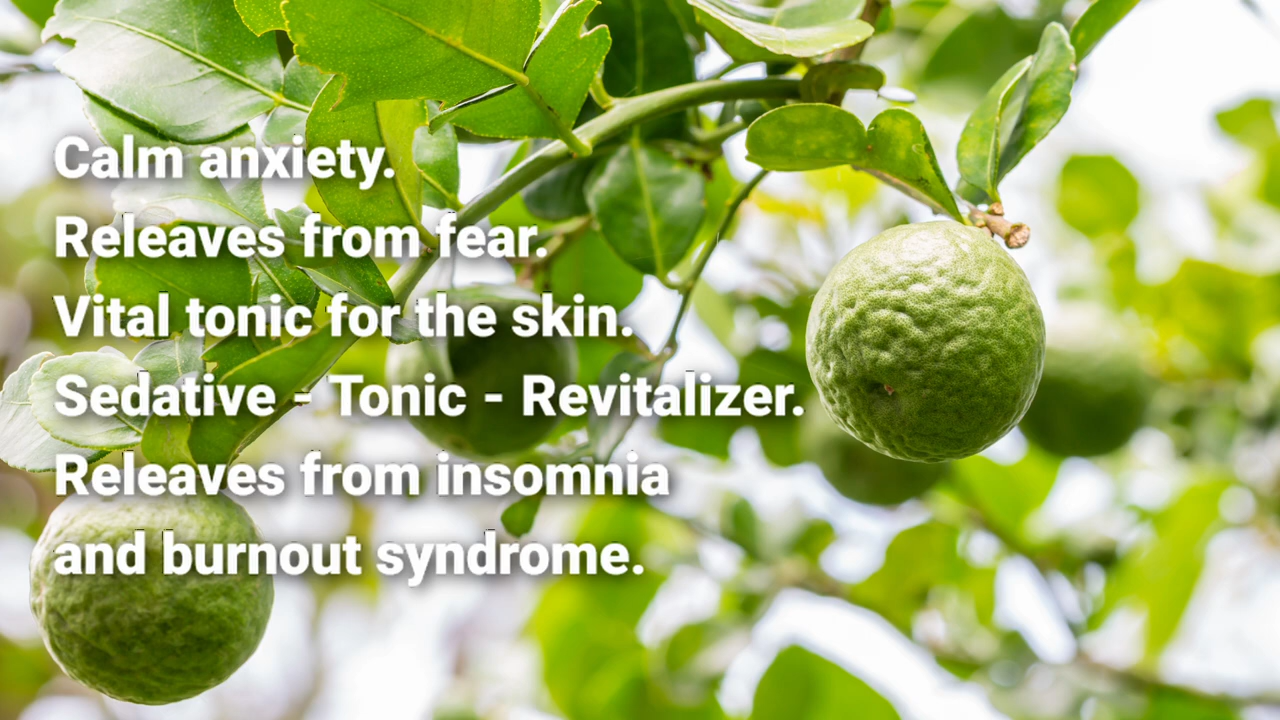 Calm anxiety.
Releaves from fear.
Vital tonic for the skin.
Sedative - Tonic - Revitalizer.
Releaves from insomnia
and burnout syndrome.